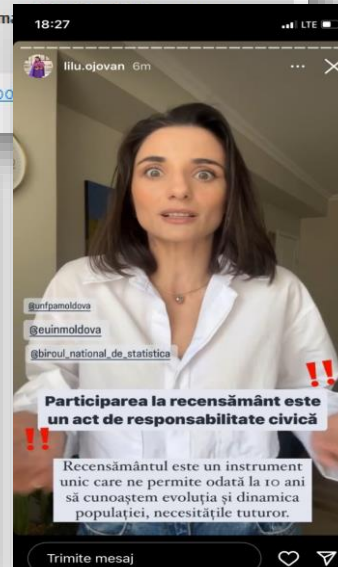 18:27
LTE
lilu.ojovan 6m
@unfpamoldova
@euinmoldova
@biroul_national_de_statistica
Participarea la recensământ este
un act de responsabilitate civică
Recensământul este un instrument
unic care ne permite odată la 10 ani
să cunoaștem evoluția și dinamica
populației, necesitățile tuturor.
Trimite mesaj